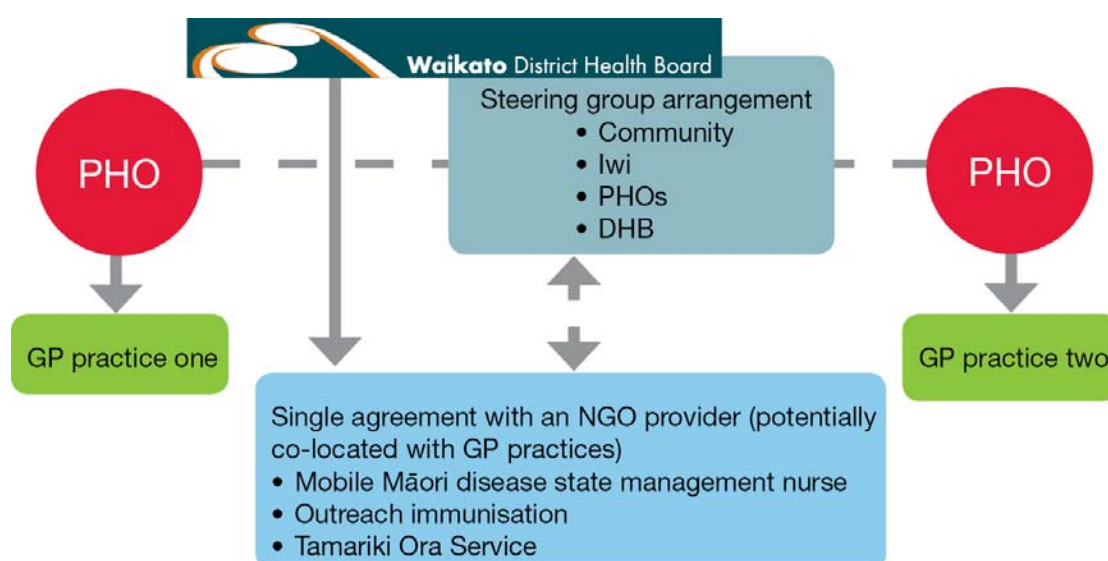 Waikato District Health Board
Steering group arrangement
• Community
• Iwi
• PHOs
• DHB
PHO
PHO
GP practice one
GP practice two
Single agreement with an NGO provider (potentially
co-located with GP practices)
• Mobile Māori disease state management nurse
• Outreach immunisation
• Tamariki Ora Service